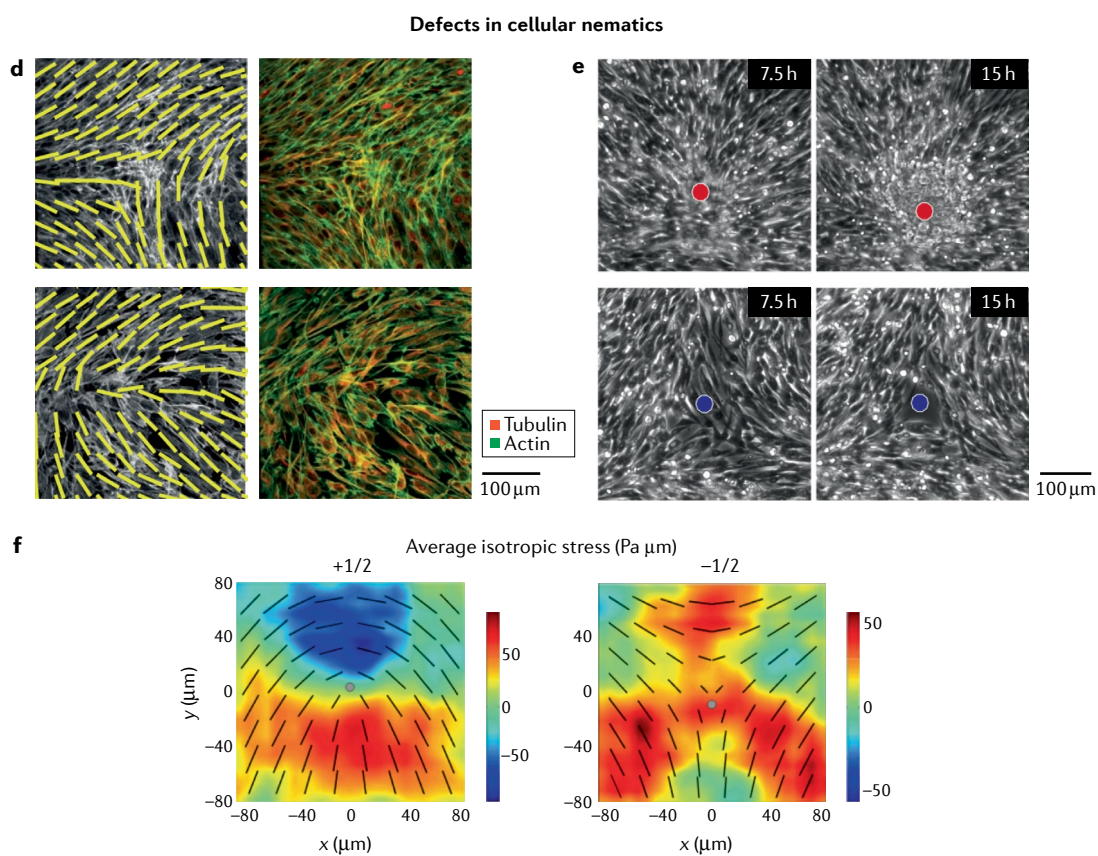 Defects in cellular nematics
d
e
7.5 h
15 h
7.5 h
15 h
Tubulin
Actin
100 µm
100 µm
f
Average isotropic stress (Pa µm)
+1/2
−1/2
80
40
0
−40
−80
y (µm)
−80
−40
0
40
80
x (µm)
50
0
−50
40
0
−40
−80
−80
−40
0
40
80
x (µm)
50
0
−50